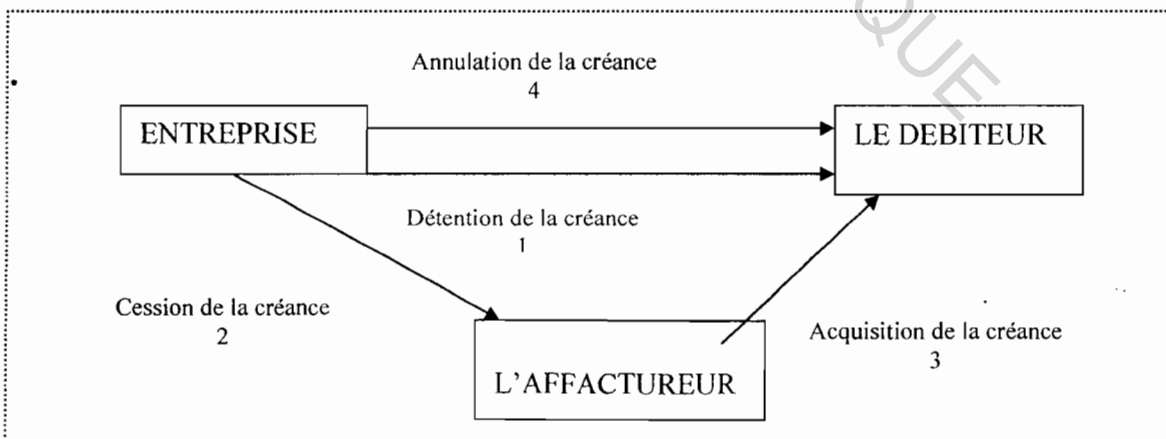 QUE
Annulation de la créance
4
ENTREPRISE
LE DEBITEUR
Détention de la créance
1
Cession de la créance
2
Acquisition de la créance
3
L'AFFACTUREUR